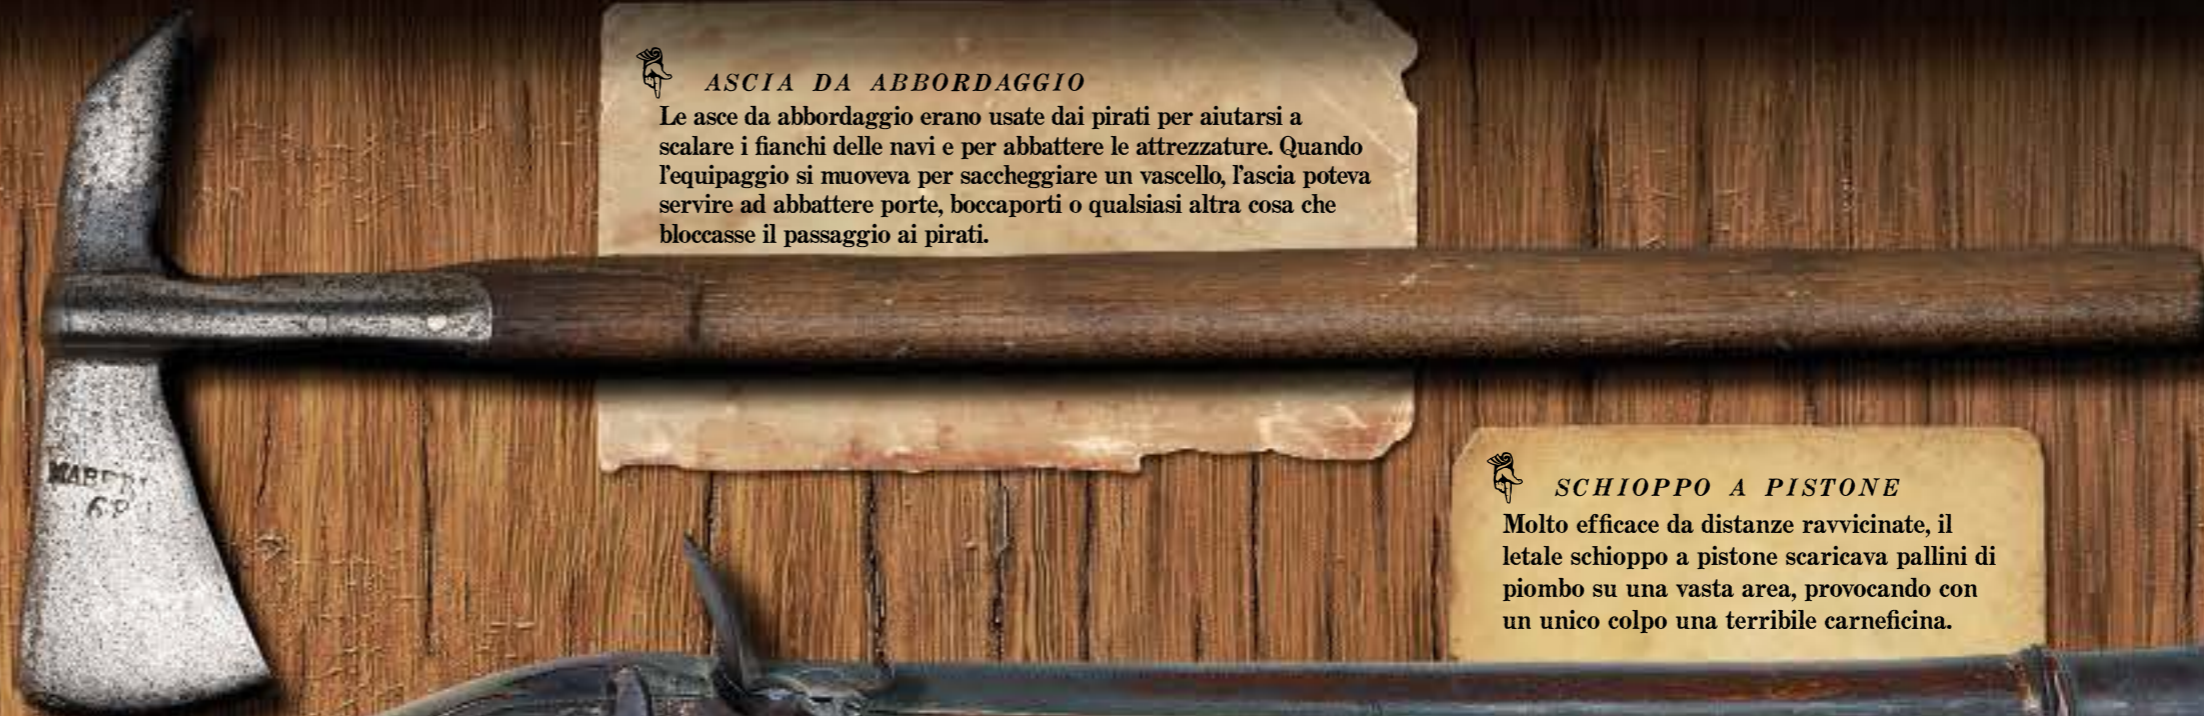 ASCIA DA ABBORDAGGIO
Le asce da abbordaggio erano usate dai pirati per aiutarsi a
scalare i fianchi delle navi e per abbattere le attrezzature. Quando
l'equipaggio si muoveva per saccheggiare un vascello, l'ascia poteva
servire ad abbattere porte, boccaporti o qualsiasi altra cosa che
bloccasse il passaggio ai pirati.
SCHIOPPO A PISTONE
Molto efficace da distanze ravvicinate, il
letale schioppo a pistone scaricava pallini di
piombo su una vasta area, provocando con
un unico colpo una terribile carneficina.